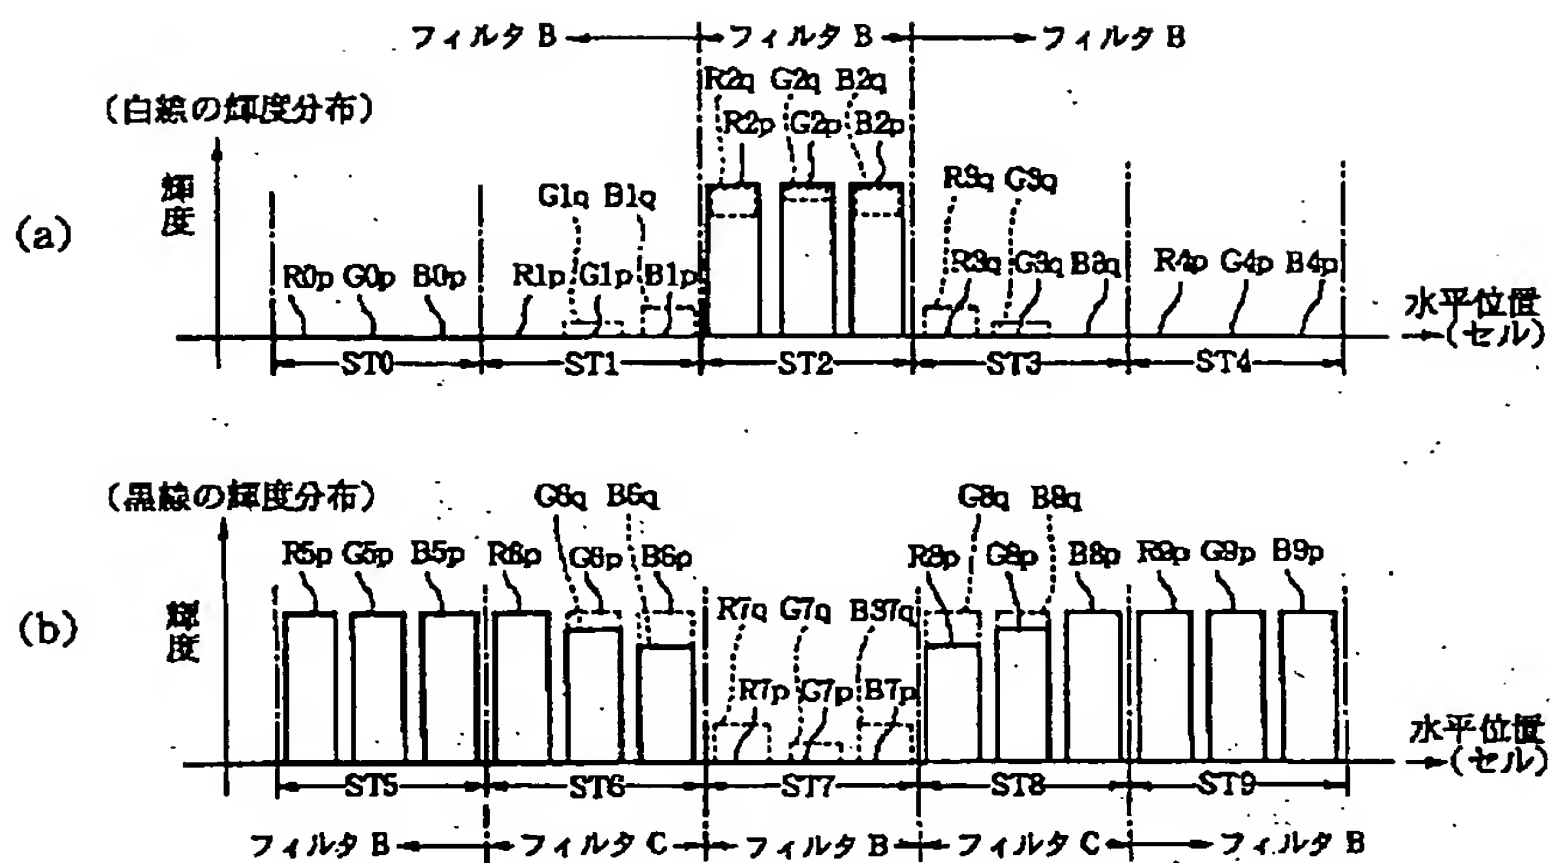 フィルタ B フィルタ B フィルタ B
R2q G2q B2q
(白線の輝度分布)
R2p G2p B2p
輝度
G1q B1q
R3q G3q
(a)
R0p G0p B0p R1p G1p B1p
R3q G3q B3q R4p G4p B4p
水平位置
(セル)
ST0 ST1 ST2 ST3 ST4
(黒線の輝度分布)
G6q B6q G8q B8q
R5p G5p B5p R6p G6p B6p
R8p G8p B8p R9p G9p B9p
輝度
(b)
R7q G7q B37q
R7p G7p B7p
水平位置
(セル)
ST5 ST6 ST7 ST8 ST9
フィルタ B フィルタ C フィルタ B フィルタ C フィルタ B